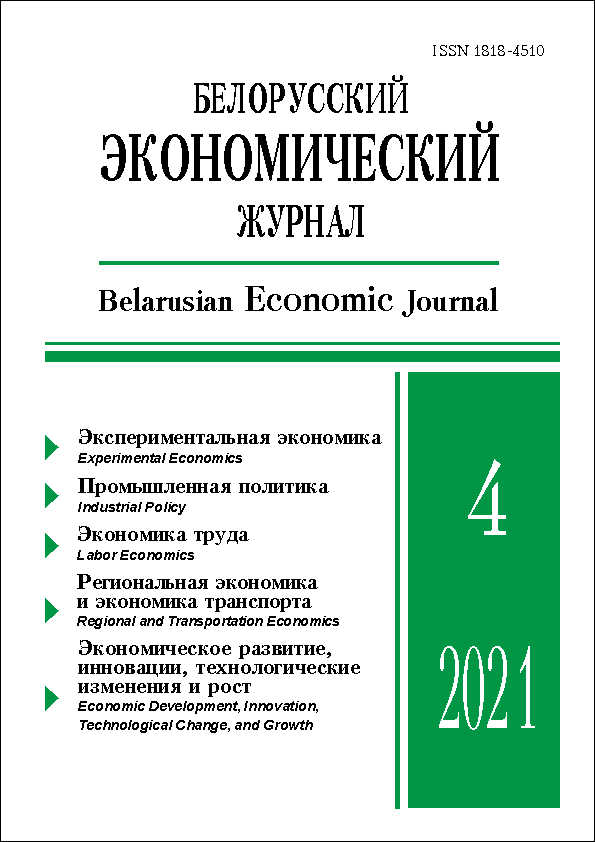 ISSN 1818-4510
БЕЛОРУССКИЙ
ЭКОНОМИЧЕСКИЙ
ЖУРНАЛ
Belarusian Economic Journal
Экспериментальная экономика
Experimental Economics
Промышленная политика
Industrial Policy
Экономика труда
Labor Economics
Региональная экономика
и экономика транспорта
Regional and Transportation Economics
Экономическое развитие,
инновации, технологические
изменения и рост
Economic Development, Innovation,
Technological Change, and Growth
4
2021